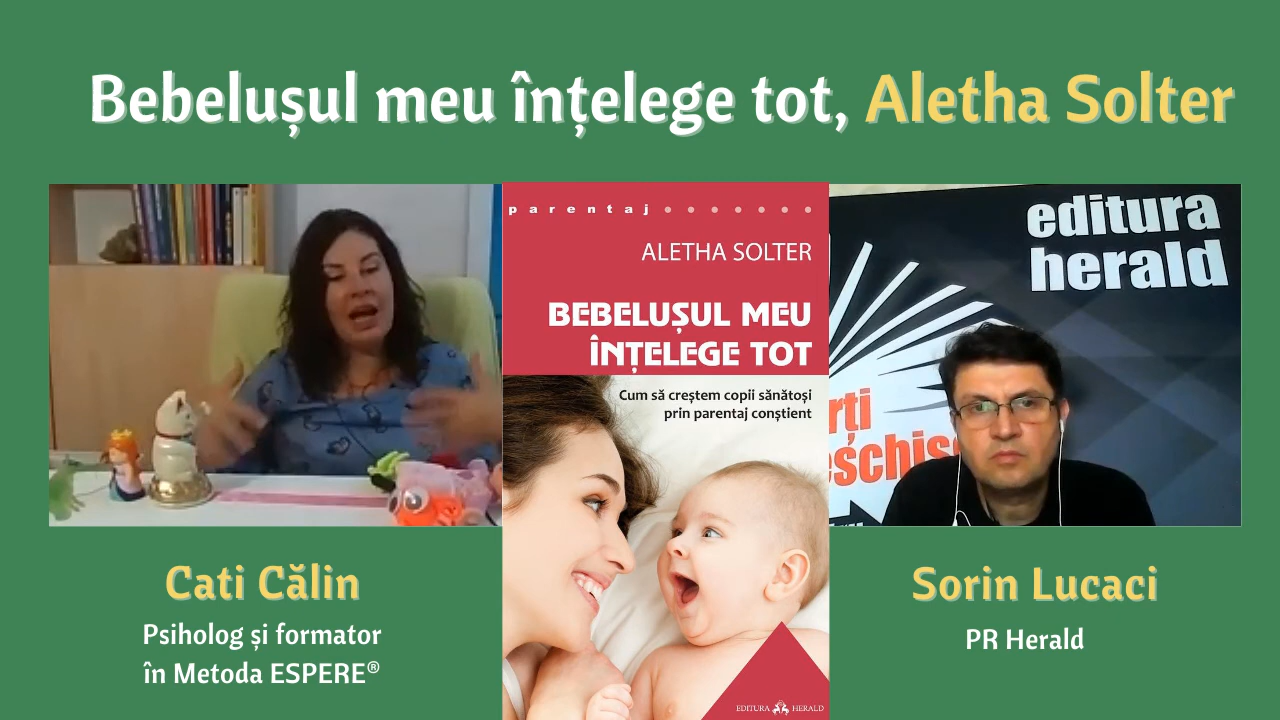 Bebelușul meu înțelege tot, Aletha Solter
parentaj
ALETHA SOLTER
BEBELUȘUL MEU
ÎNȚELEGE TOT
Cum să creștem copii sănătoși
prin parentaj conștient
EDITURA HERALD
editura
herald
Cati Călin
Psiholog și formator
în Metoda ESPERE®
Sorin Lucaci
PR Herald